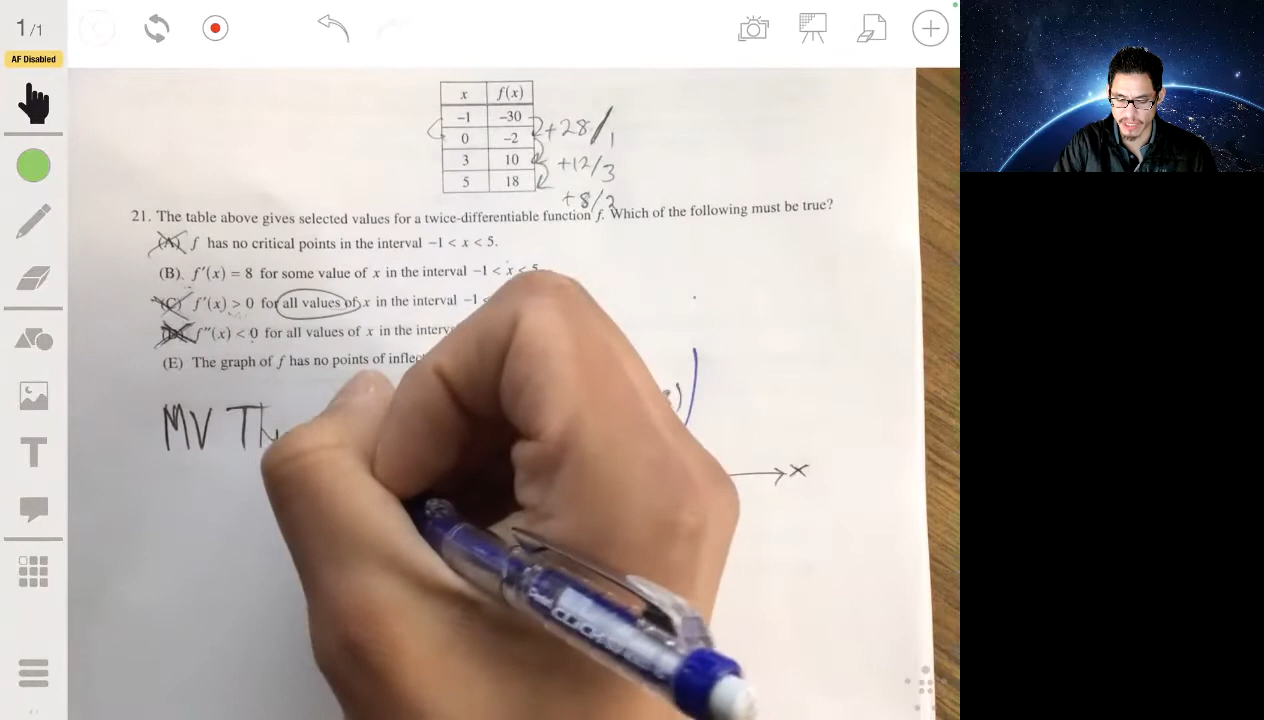 1/1
AF Disabled
x f(x)
-1 -30
0 -2
3 10
5 18
+28/1
+12/3
+8/2
21. The table above gives selected values for a twice-differentiable function f. Which of the following must be true?
(A) f has no critical points in the interval -1 < x < 5.
(B). f'(x) = 8 for some value of x in the interval -1 < x < 5
(C) f'(x) > 0 for all values of x in the interval -1 <
f''(x) < 0 for all values of x in the
(E) The graph of f has no points of
MV
x
T